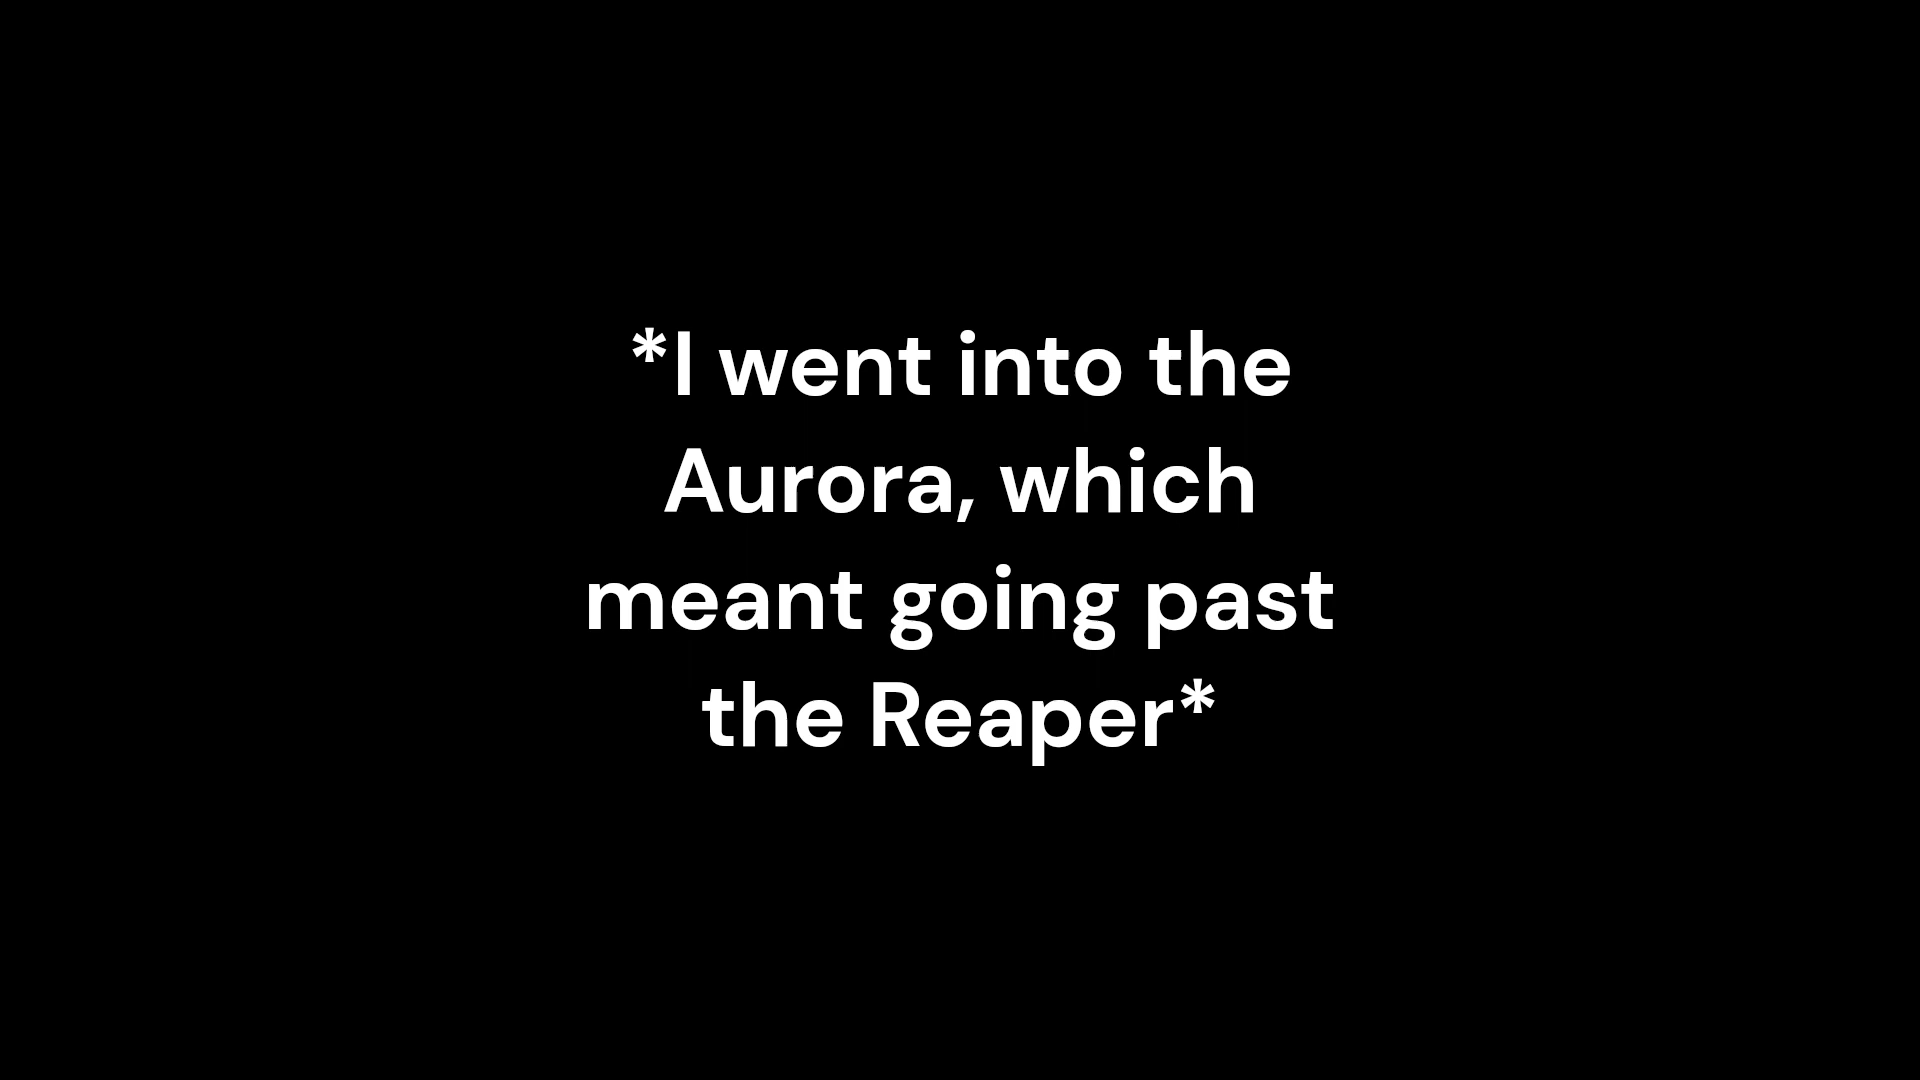 *I went into the
Aurora, which
meant going past
the Reaper*